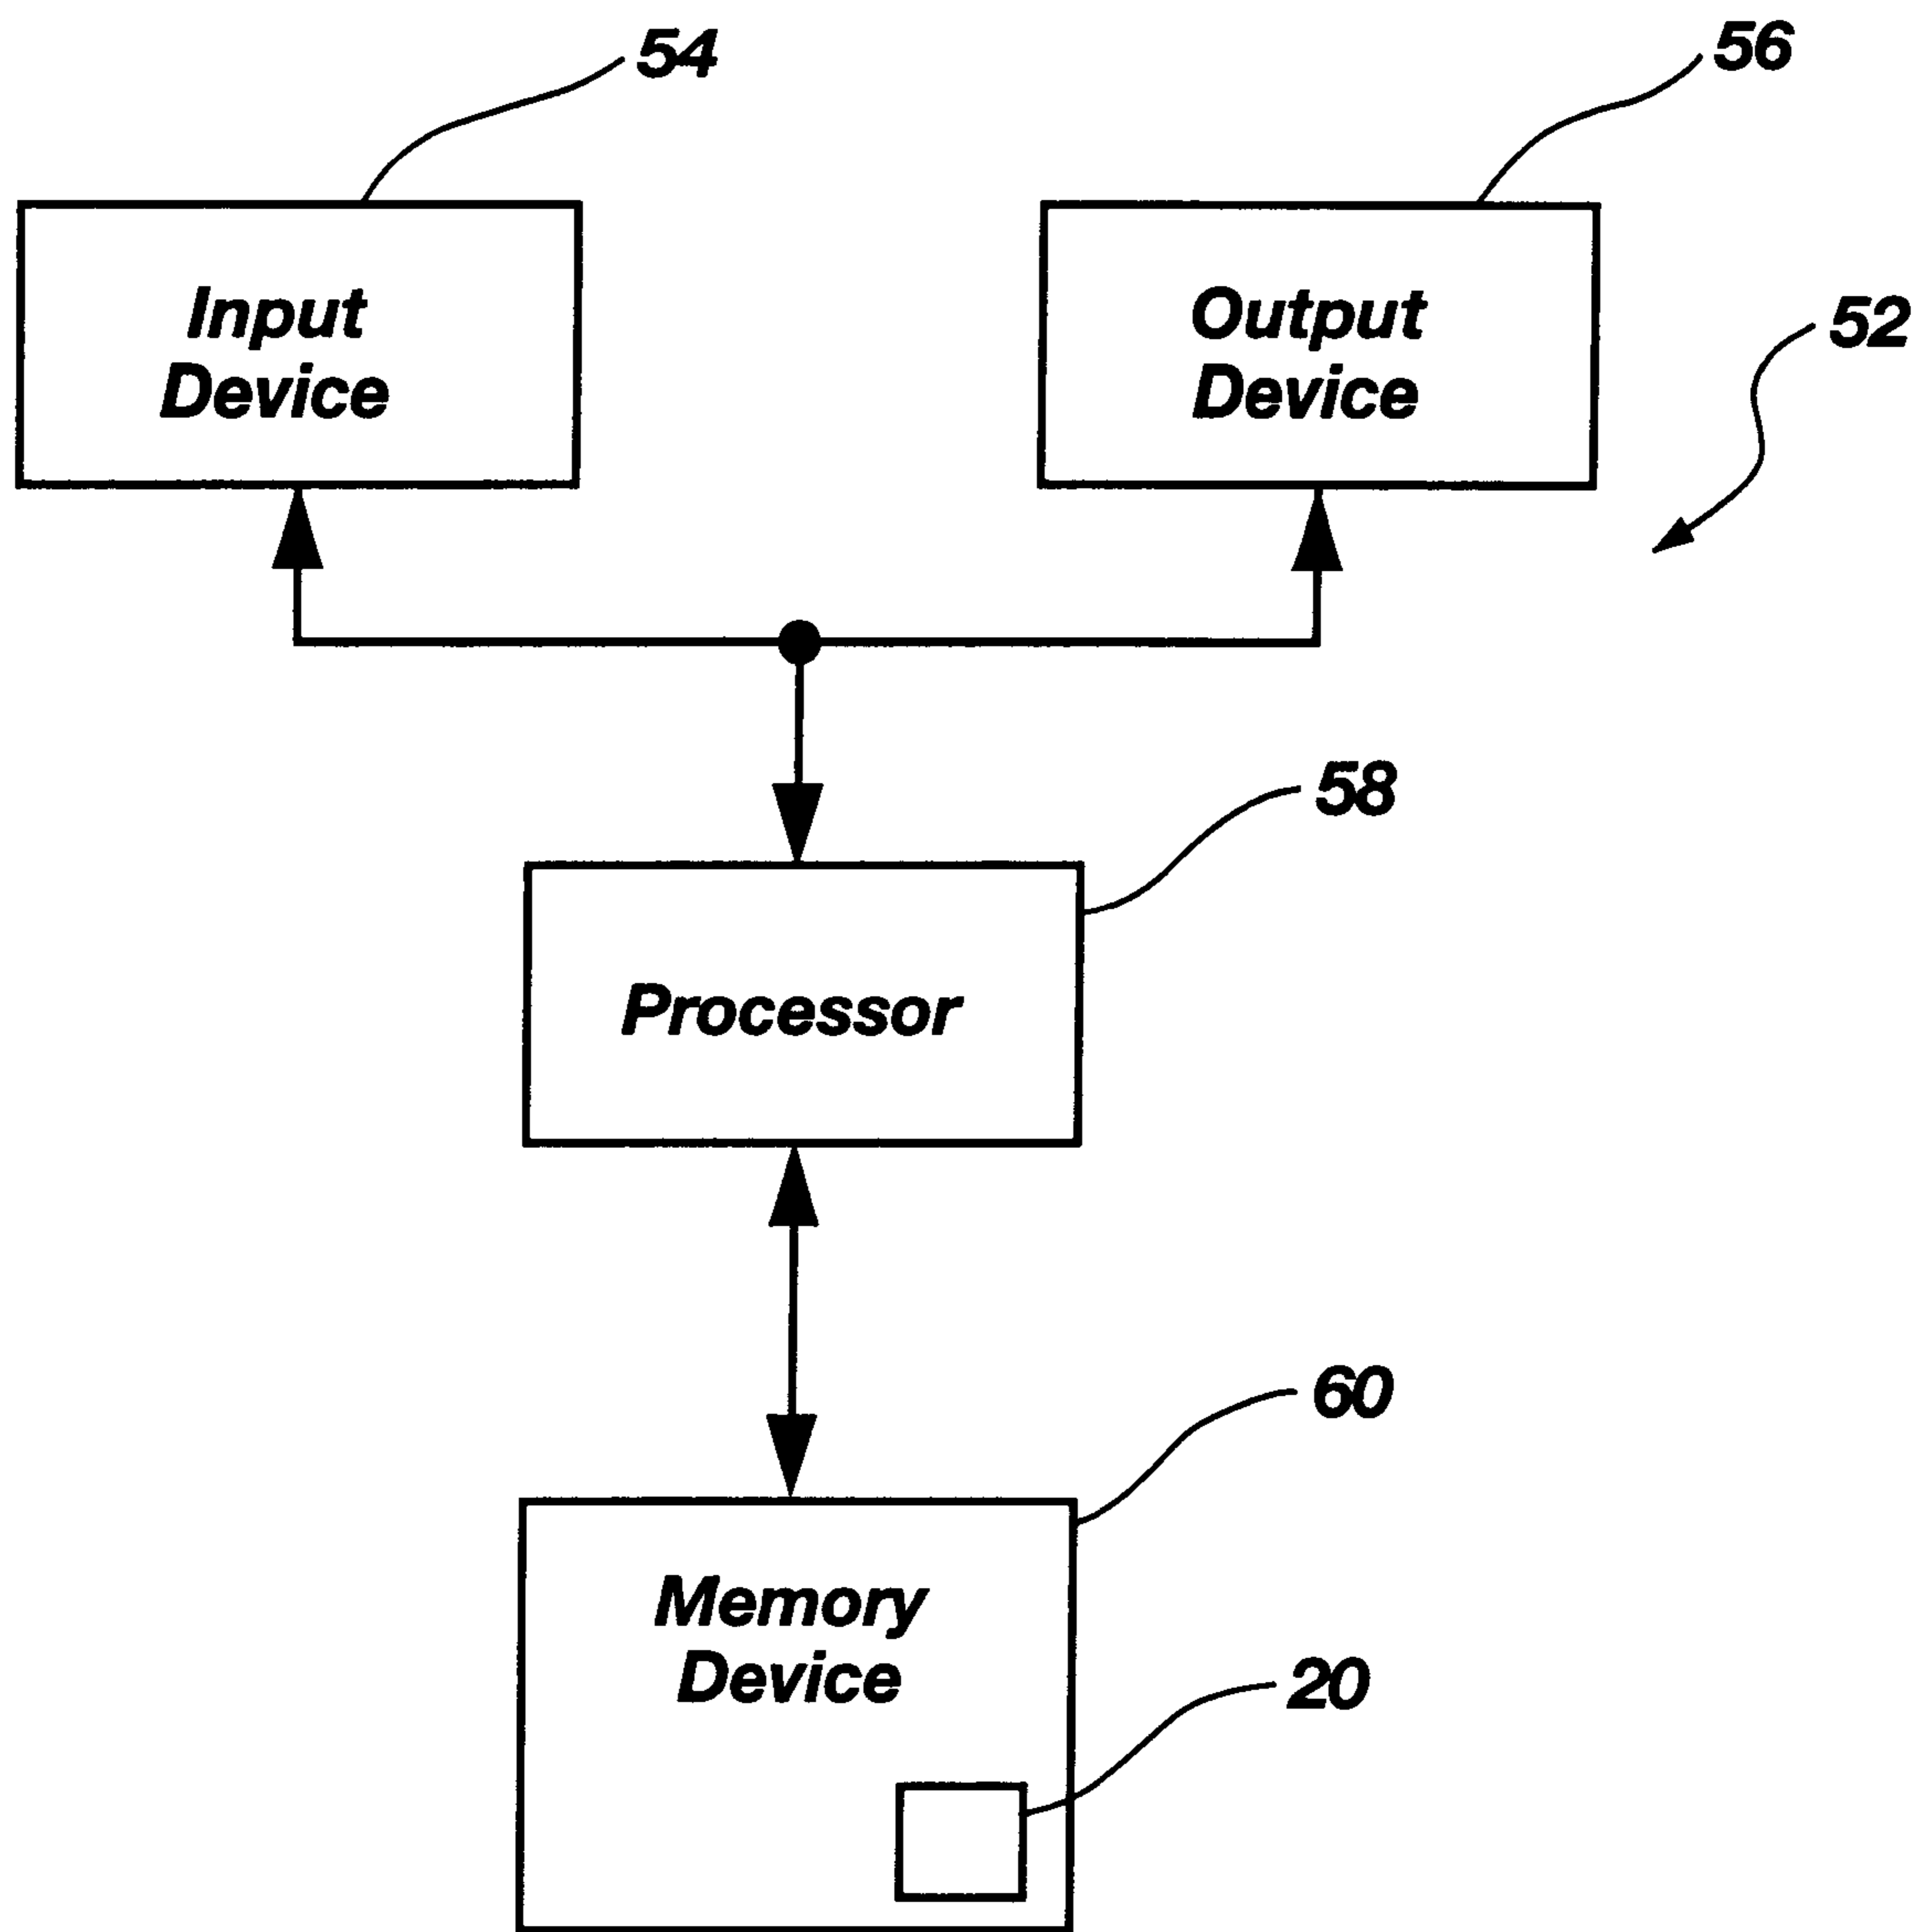 54
56
Input
Device
Output
Device
52
58
Processor
60
Memory
Device
20